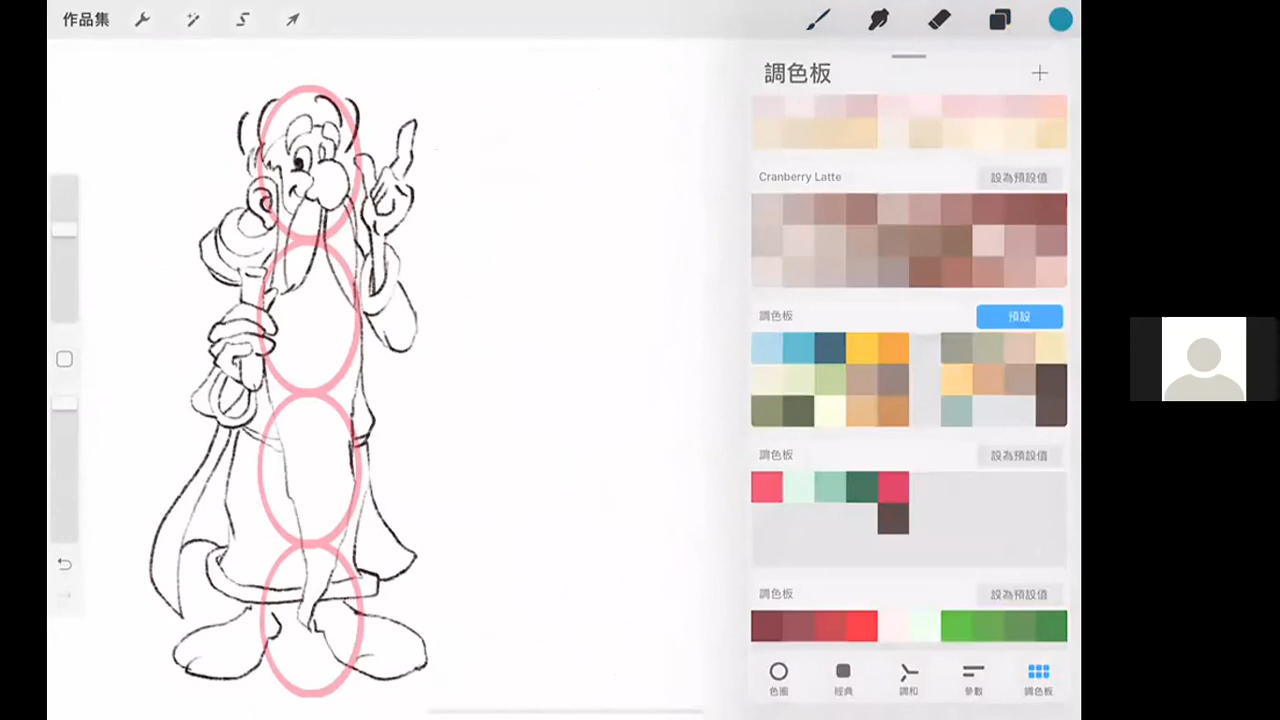 作品集
調色板
Cranberry Latte
設為預設值
調色板
預設
調色板
設為預設值
調色板
設為預設值
色圈
經典
調和
參數
調色板